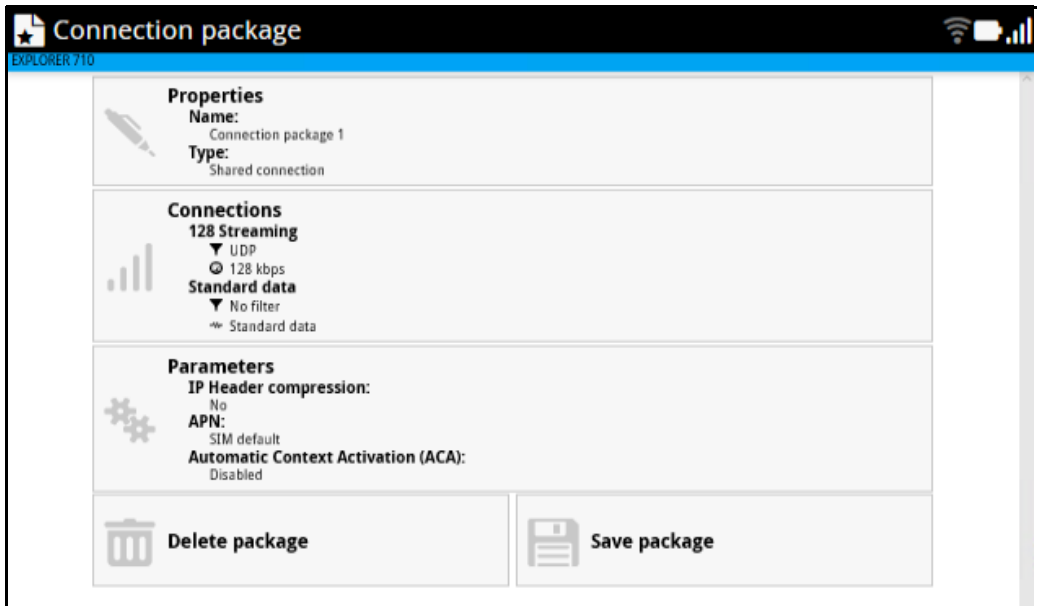 Connection package
EXPLORER 710
Properties
Name:
Connection package 1
Type:
Shared connection
Connections
128 Streaming
UDP
128 kbps
Standard data
No filter
Standard data
Parameters
IP Header compression:
No
APN:
SIM default
Automatic Context Activation (ACA):
Disabled
Delete package
Save package